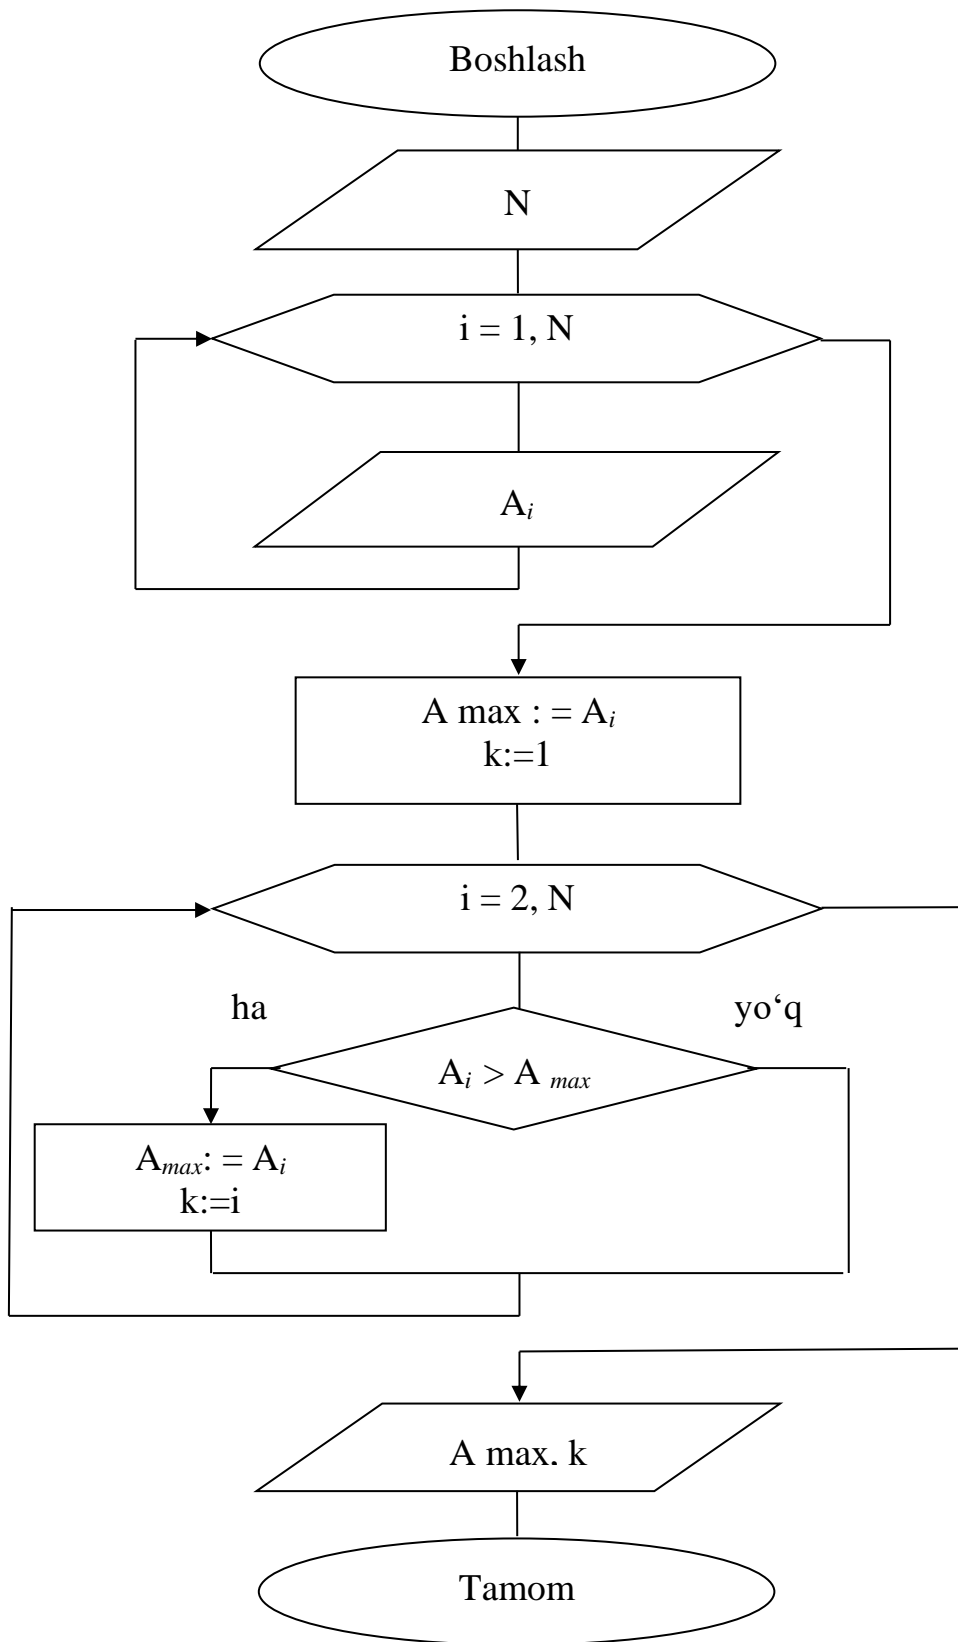 Boshlash
N
i = 1, N
Ai
A max : = Ai
k:=1
i = 2, N
ha
yo‘q
Ai > A max
Amax: = Ai
k:=i
A max, k
Tamom